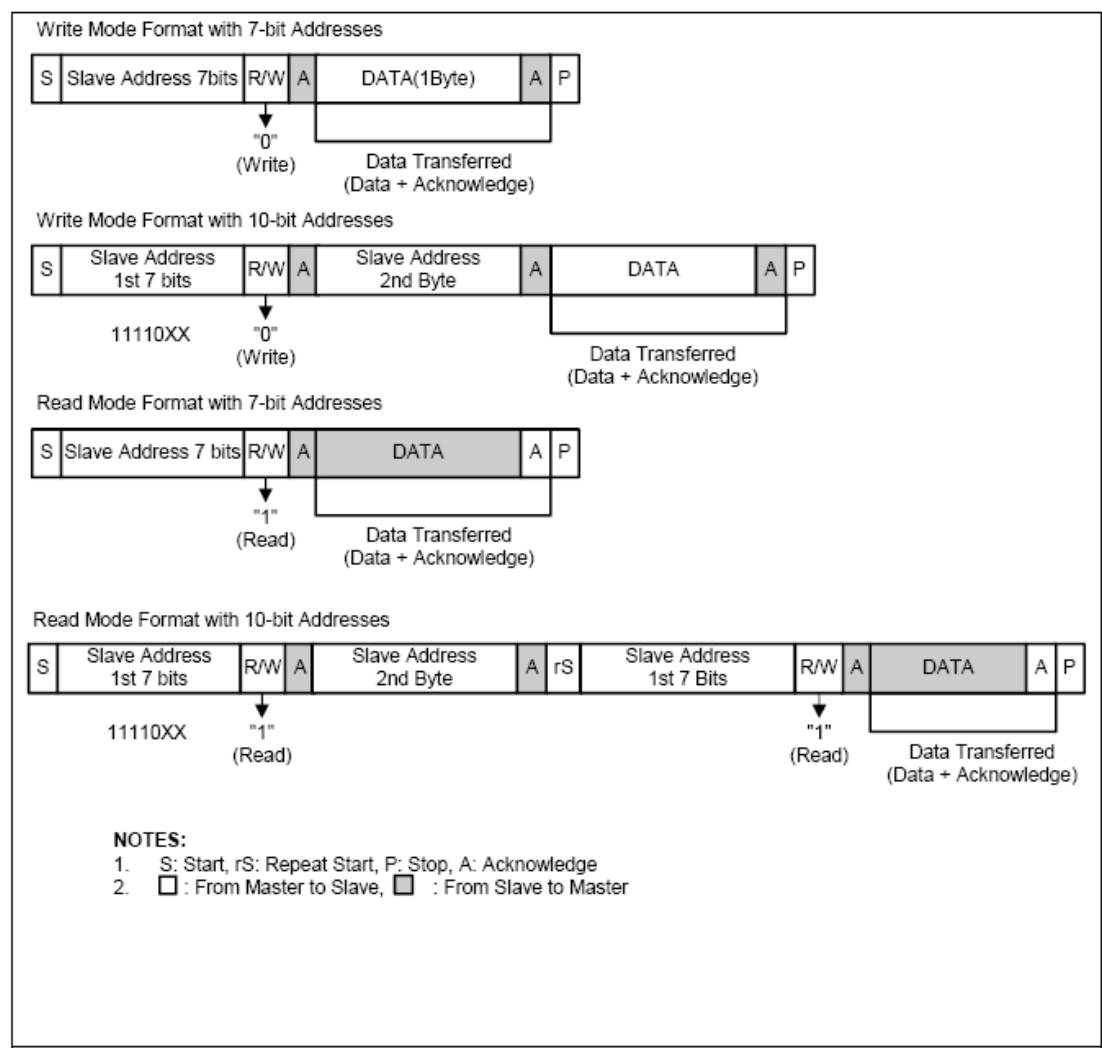 Write Mode Format with 7-bit Addresses
S Slave Address 7bits R/W A DATA(1Byte) A P
"0"
(Write)
Data Transferred
(Data + Acknowledge)
Write Mode Format with 10-bit Addresses
S Slave Address
1st 7 bits R/W A Slave Address
2nd Byte A DATA A P
11110XX "0"
(Write)
Data Transferred
(Data + Acknowledge)
Read Mode Format with 7-bit Addresses
S Slave Address 7 bits R/W A DATA A P
"1"
(Read)
Data Transferred
(Data + Acknowledge)
Read Mode Format with 10-bit Addresses
S Slave Address
1st 7 bits R/W A Slave Address
2nd Byte A rS Slave Address
1st 7 Bits R/W A DATA A P
11110XX "1"
(Read)
"1"
(Read)
Data Transferred
(Data + Acknowledge)
NOTES:
1. S: Start, rS: Repeat Start, P: Stop, A: Acknowledge
2. : From Master to Slave, : From Slave to Master